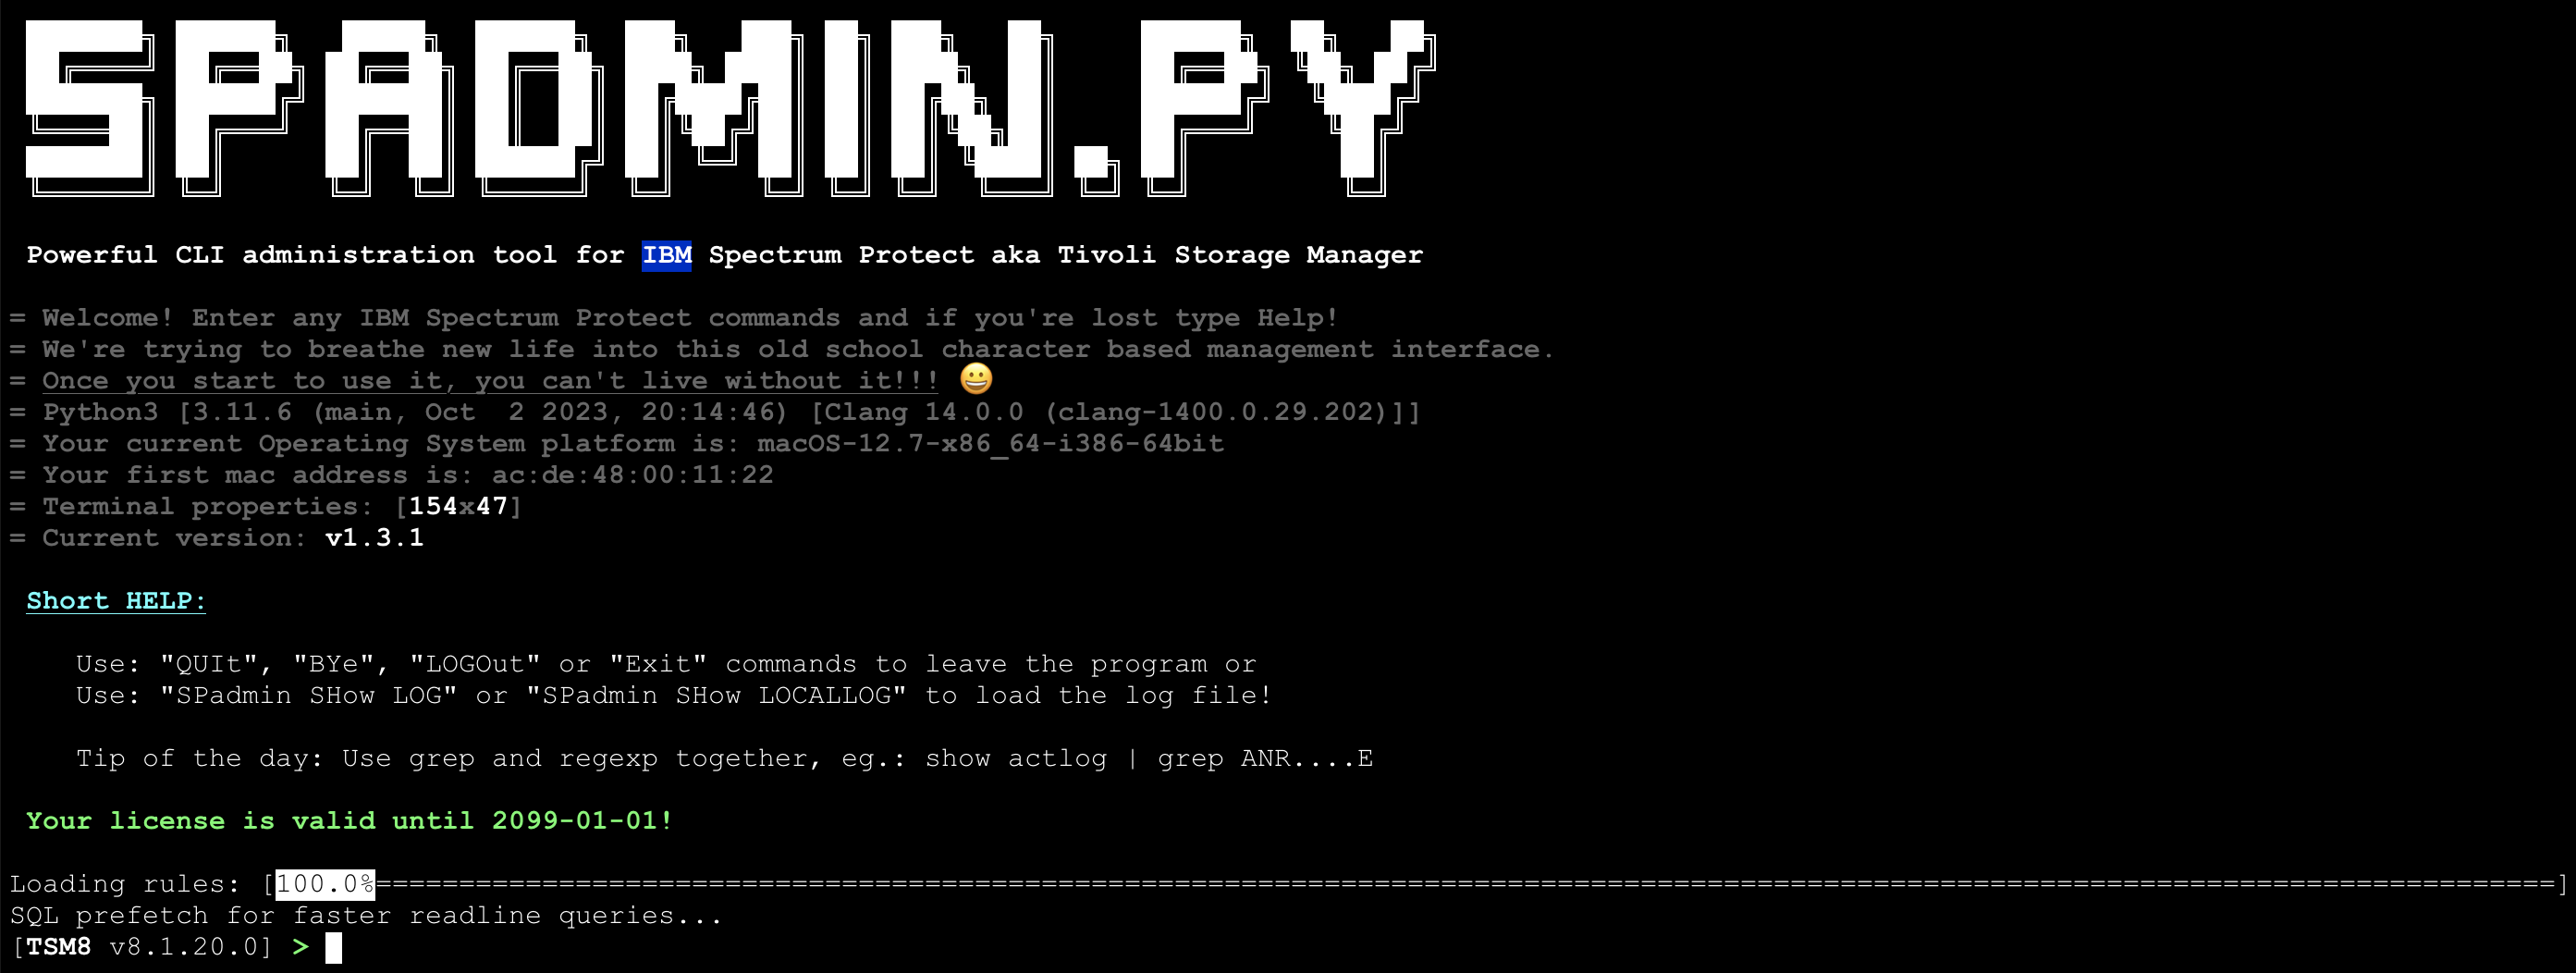 SPADMIN.PY
Powerful CLI administration tool for IBM Spectrum Protect aka Tivoli Storage Manager
= Welcome! Enter any IBM Spectrum Protect commands and if you're lost type Help!
= We're trying to breathe new life into this old school character based management interface.
= Once you start to use it, you can't live without it!!! 😀
= Python3 [3.11.6 (main, Oct  2 2023, 20:14:46) [Clang 14.0.0 (clang-1400.0.29.202)]]
= Your current Operating System platform is: macOS-12.7-x86_64-i386-64bit
= Your first mac address is: ac:de:48:00:11:22
= Terminal properties: [154x47]
= Current version: v1.3.1
Short HELP:
Use: "QUIt", "BYe", "LOGOut" or "Exit" commands to leave the program or
Use: "SPadmin SHow LOG" or "SPadmin SHow LOCALLOG" to load the log file!
Tip of the day: Use grep and regexp together, eg.: show actlog | grep ANR....E
Your license is valid until 2099-01-01!
Loading rules: [100.0%===================================================================================================================================]
SQL prefetch for faster readline queries...
[TSM8 v8.1.20.0] >